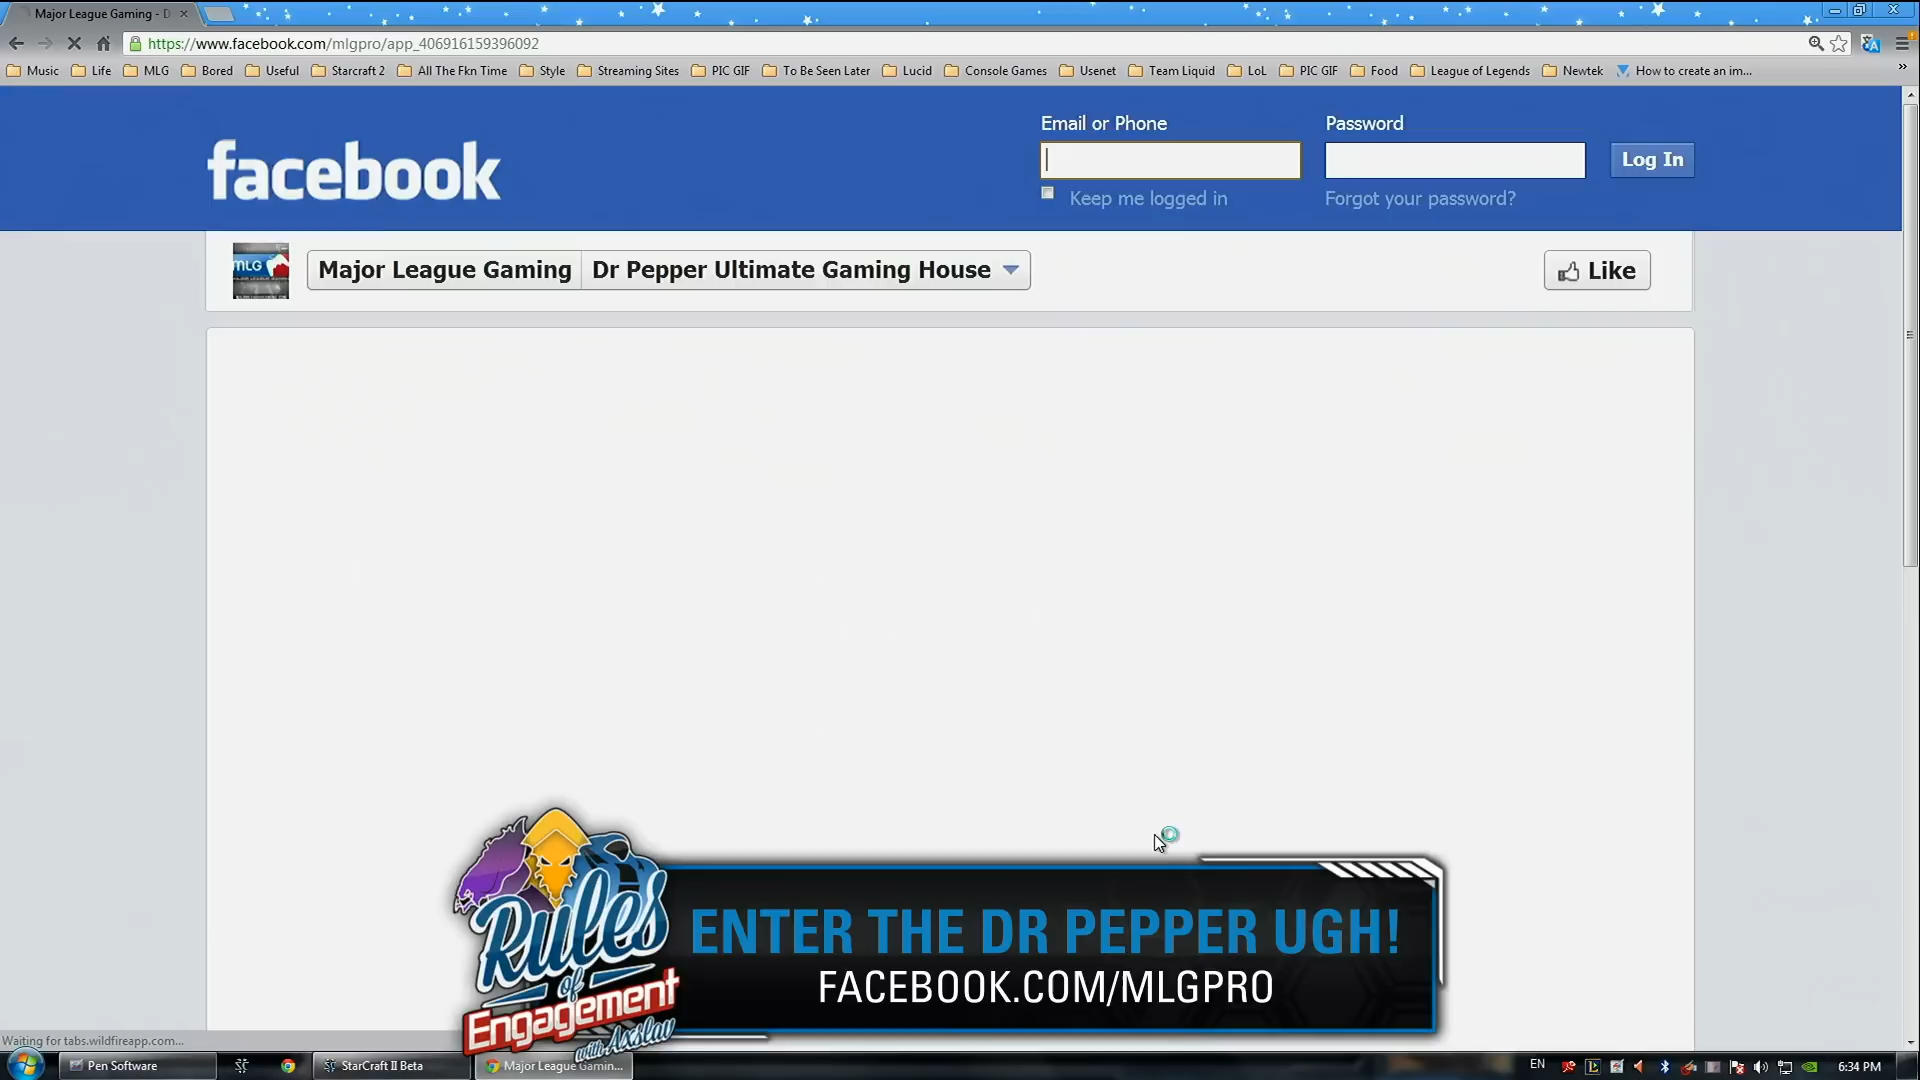 Major League Gaming - D
https://www.facebook.com/mlgpro/app_406916159396092
Music Life MLG Bored Useful Starcraft 2 All The Fkn Time Style Streaming Sites PIC GIF To Be Seen Later Lucid Console Games Usenet Team Liquid LoL PIC GIF Food League of Legends Newtek How to create an im... »
facebook
Email or Phone
Password
Log In
Keep me logged in
Forgot your password?
MLG
Major League Gaming
Dr Pepper Ultimate Gaming House
Like
Rules
of
Engagement
with Axslav
ENTER THE DR PEPPER UGH!
FACEBOOK.COM/MLGPRO
Waiting for tabs.wildfireapp.com...
Pen Software
StarCraft II Beta
Major League Gamin...
EN
6:34 PM